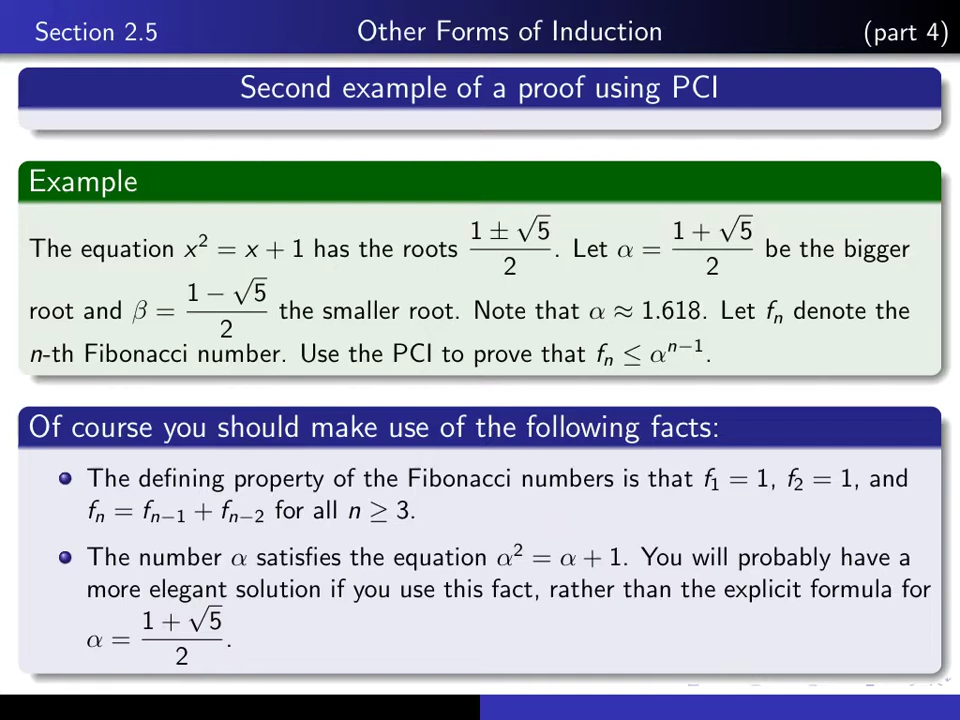 Section 2.5 Other Forms of Induction (part 4)
Second example of a proof using PCI
Example
The equation x² = x + 1 has the roots (1 ± √5)/2. Let α = (1 + √5)/2 be the bigger
root and β = (1 − √5)/2 the smaller root. Note that α ≈ 1.618. Let fₙ denote the
n-th Fibonacci number. Use the PCI to prove that fₙ ≤ αⁿ⁻¹.
Of course you should make use of the following facts:
The defining property of the Fibonacci numbers is that f₁ = 1, f₂ = 1, and
fₙ = fₙ₋₁ + fₙ₋₂ for all n ≥ 3.
The number α satisfies the equation α² = α + 1. You will probably have a
more elegant solution if you use this fact, rather than the explicit formula for
α = (1 + √5)/2.